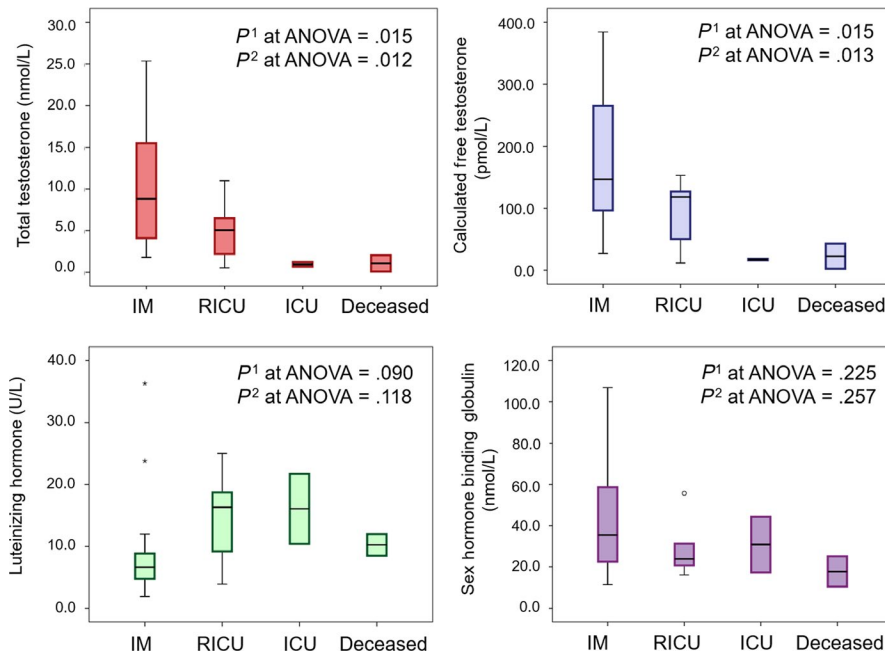 P1 at ANOVA = .015
P2 at ANOVA = .012
Total testosterone (nmol/L)
30.0
25.0
20.0
15.0
10.0
5.0
0.0
IM RICU ICU Deceased
P1 at ANOVA = .015
P2 at ANOVA = .013
Calculated free testosterone
(pmol/L)
400.0
300.0
200.0
100.0
0.0
IM RICU ICU Deceased
P1 at ANOVA = .090
P2 at ANOVA = .118
Luteinizing hormone (U/L)
40.0
30.0
20.0
10.0
0.0
IM RICU ICU Deceased
P1 at ANOVA = .225
P2 at ANOVA = .257
Sex hormone binding globulin
(nmol/L)
120.0
100.0
80.0
60.0
40.0
20.0
0.0
IM RICU ICU Deceased